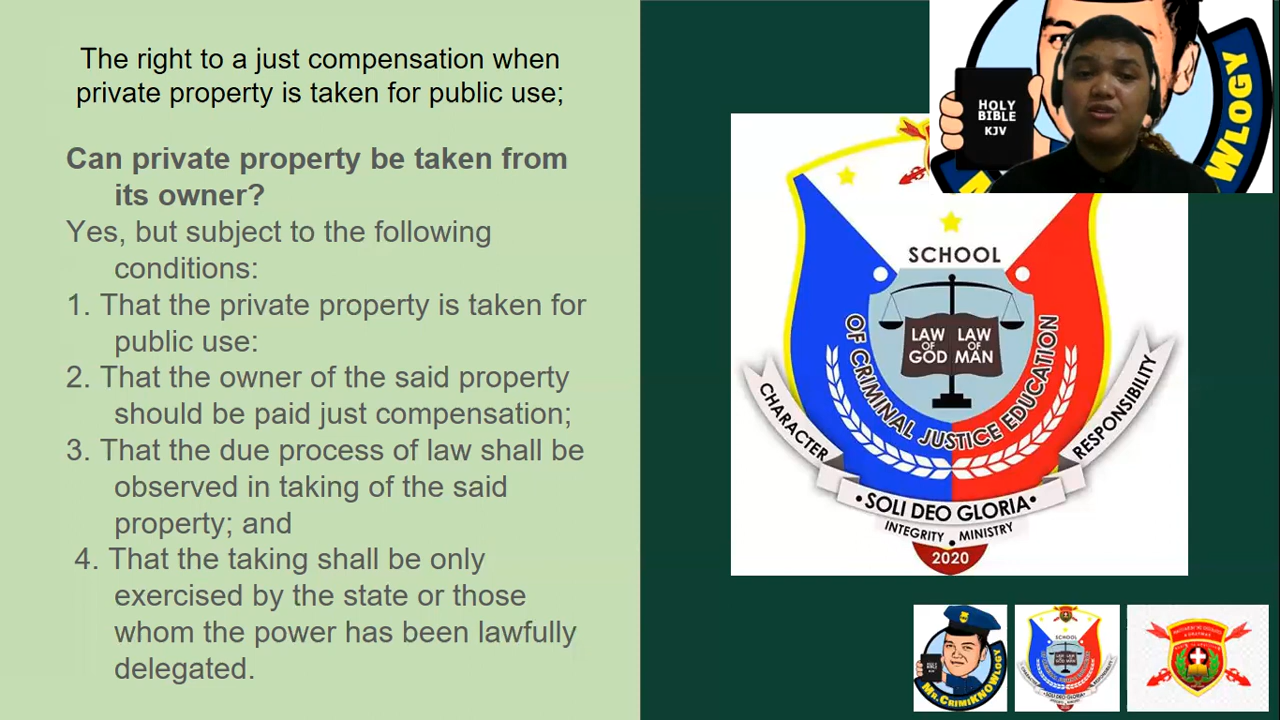 The right to a just compensation when
private property is taken for public use;
Can private property be taken from
its owner?
Yes, but subject to the following
conditions:
1. That the private property is taken for
public use:
2. That the owner of the said property
should be paid just compensation;
3. That the due process of law shall be
observed in taking of the said
property; and
4. That the taking shall be only
exercised by the state or those
whom the power has been lawfully
delegated.
HOLY
BIBLE
KJV
WLOGY
SCHOOL
OF CRIMINAL JUSTICE EDUCATION
LAW OF GOD
LAW OF MAN
CHARACTER
RESPONSIBILITY
•SOLI DEO GLORIA•
INTEGRITY • MINISTRY
2020
MR.CRIMIKNOWLOGY
SCHOOL